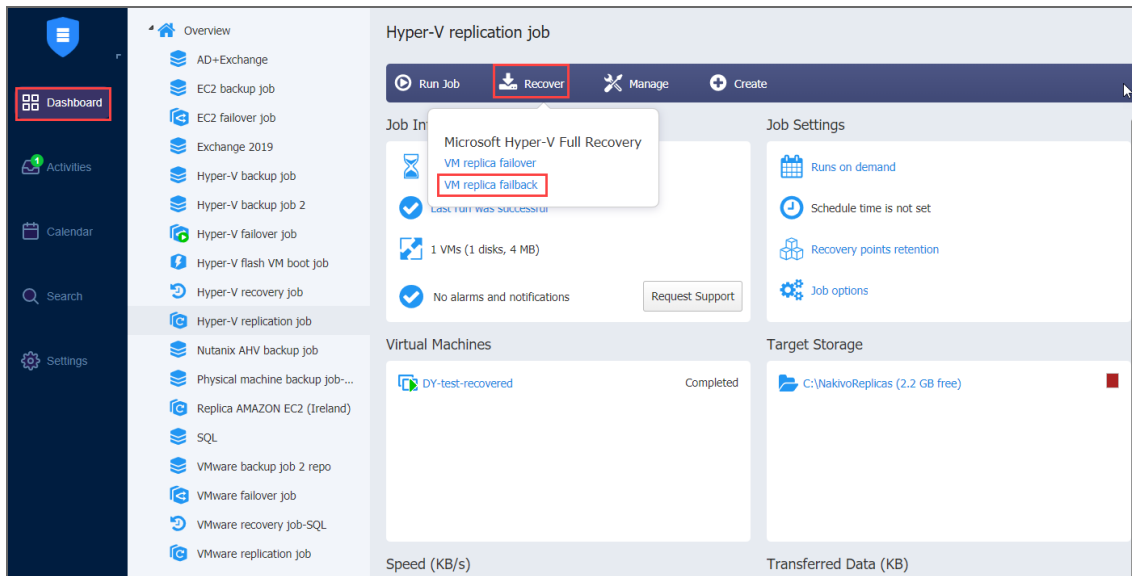 Dashboard
1
Activities
Calendar
Search
Settings
Overview
AD+Exchange
EC2 backup job
EC2 failover job
Exchange 2019
Hyper-V backup job
Hyper-V backup job 2
Hyper-V failover job
Hyper-V flash VM boot job
Hyper-V recovery job
Hyper-V replication job
Nutanix AHV backup job
Physical machine backup job-...
Replica AMAZON EC2 (Ireland)
SQL
VMware backup job 2 repo
VMware failover job
VMware recovery job-SQL
VMware replication job
Hyper-V replication job
Run Job
Recover
Manage
Create
Microsoft Hyper-V Full Recovery
VM replica failover
VM replica failback
Job In
Last run was successful
1 VMs (1 disks, 4 MB)
No alarms and notifications
Request Support
Job Settings
Runs on demand
Schedule time is not set
Recovery points retention
Job options
Virtual Machines
DY-test-recovered
Completed
Target Storage
C:\NakivoReplicas (2.2 GB free)
Speed (KB/s)
Transferred Data (KB)